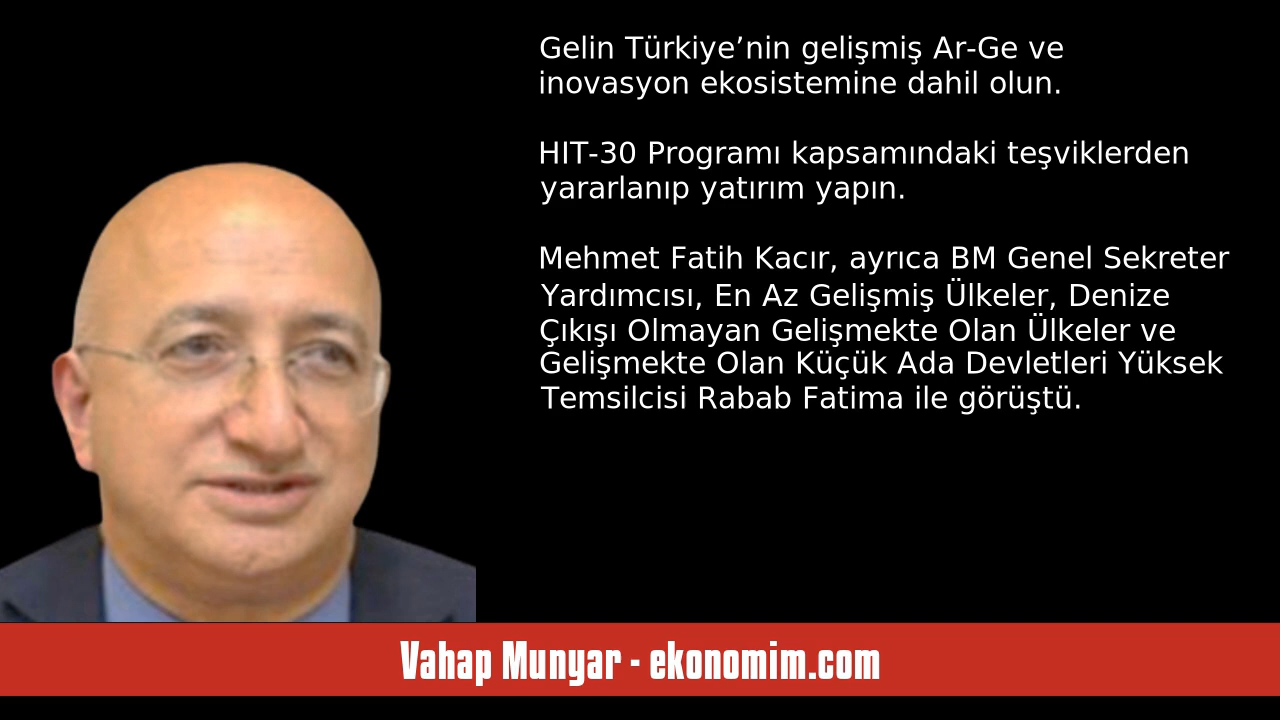 Gelin Türkiye’nin gelişmiş Ar-Ge ve
inovasyon ekosistemine dahil olun.
HIT-30 Programı kapsamındaki teşviklerden
yararlanıp yatırım yapın.
Mehmet Fatih Kacır, ayrıca BM Genel Sekreter
Yardımcısı, En Az Gelişmiş Ülkeler, Denize
Çıkışı Olmayan Gelişmekte Olan Ülkeler ve
Gelişmekte Olan Küçük Ada Devletleri Yüksek
Temsilcisi Rabab Fatima ile görüştü.
Vahap Munyar - ekonomim.com